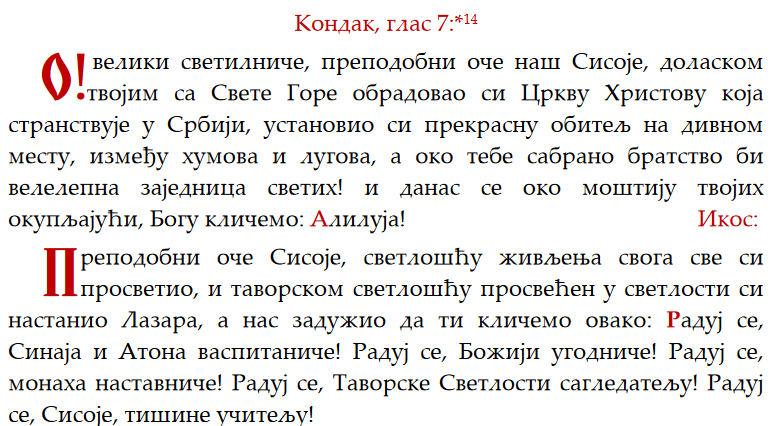 Кондак, глас 7:*14
О! велики светилниче, преподобни оче наш Сисоје, доласком
твојим са Свете Горе обрадовао си Цркву Христову која
странствује у Србији, установио си прекрасну обитељ на дивном
месту, између хумова и лугова, а око тебе сабрано братство би
велелепна заједница светих! и данас се око моштију твојих
окупљајући, Богу кличемо: Алилуја! Икос:
Преподобни оче Сисоје, светлошћу живљења свога све си
просветио, и таворском светлошћу просвећен у светлости си
настанио Лазара, а нас задужио да ти кличемо овако: Радуј се,
Синаја и Атона васпитаниче! Радуј се, Божији угодниче! Радуј се,
монаха наставниче! Радуј се, Таворске Светлости сагледатељу! Радуј
се, Сисоје, тишине учитељу!